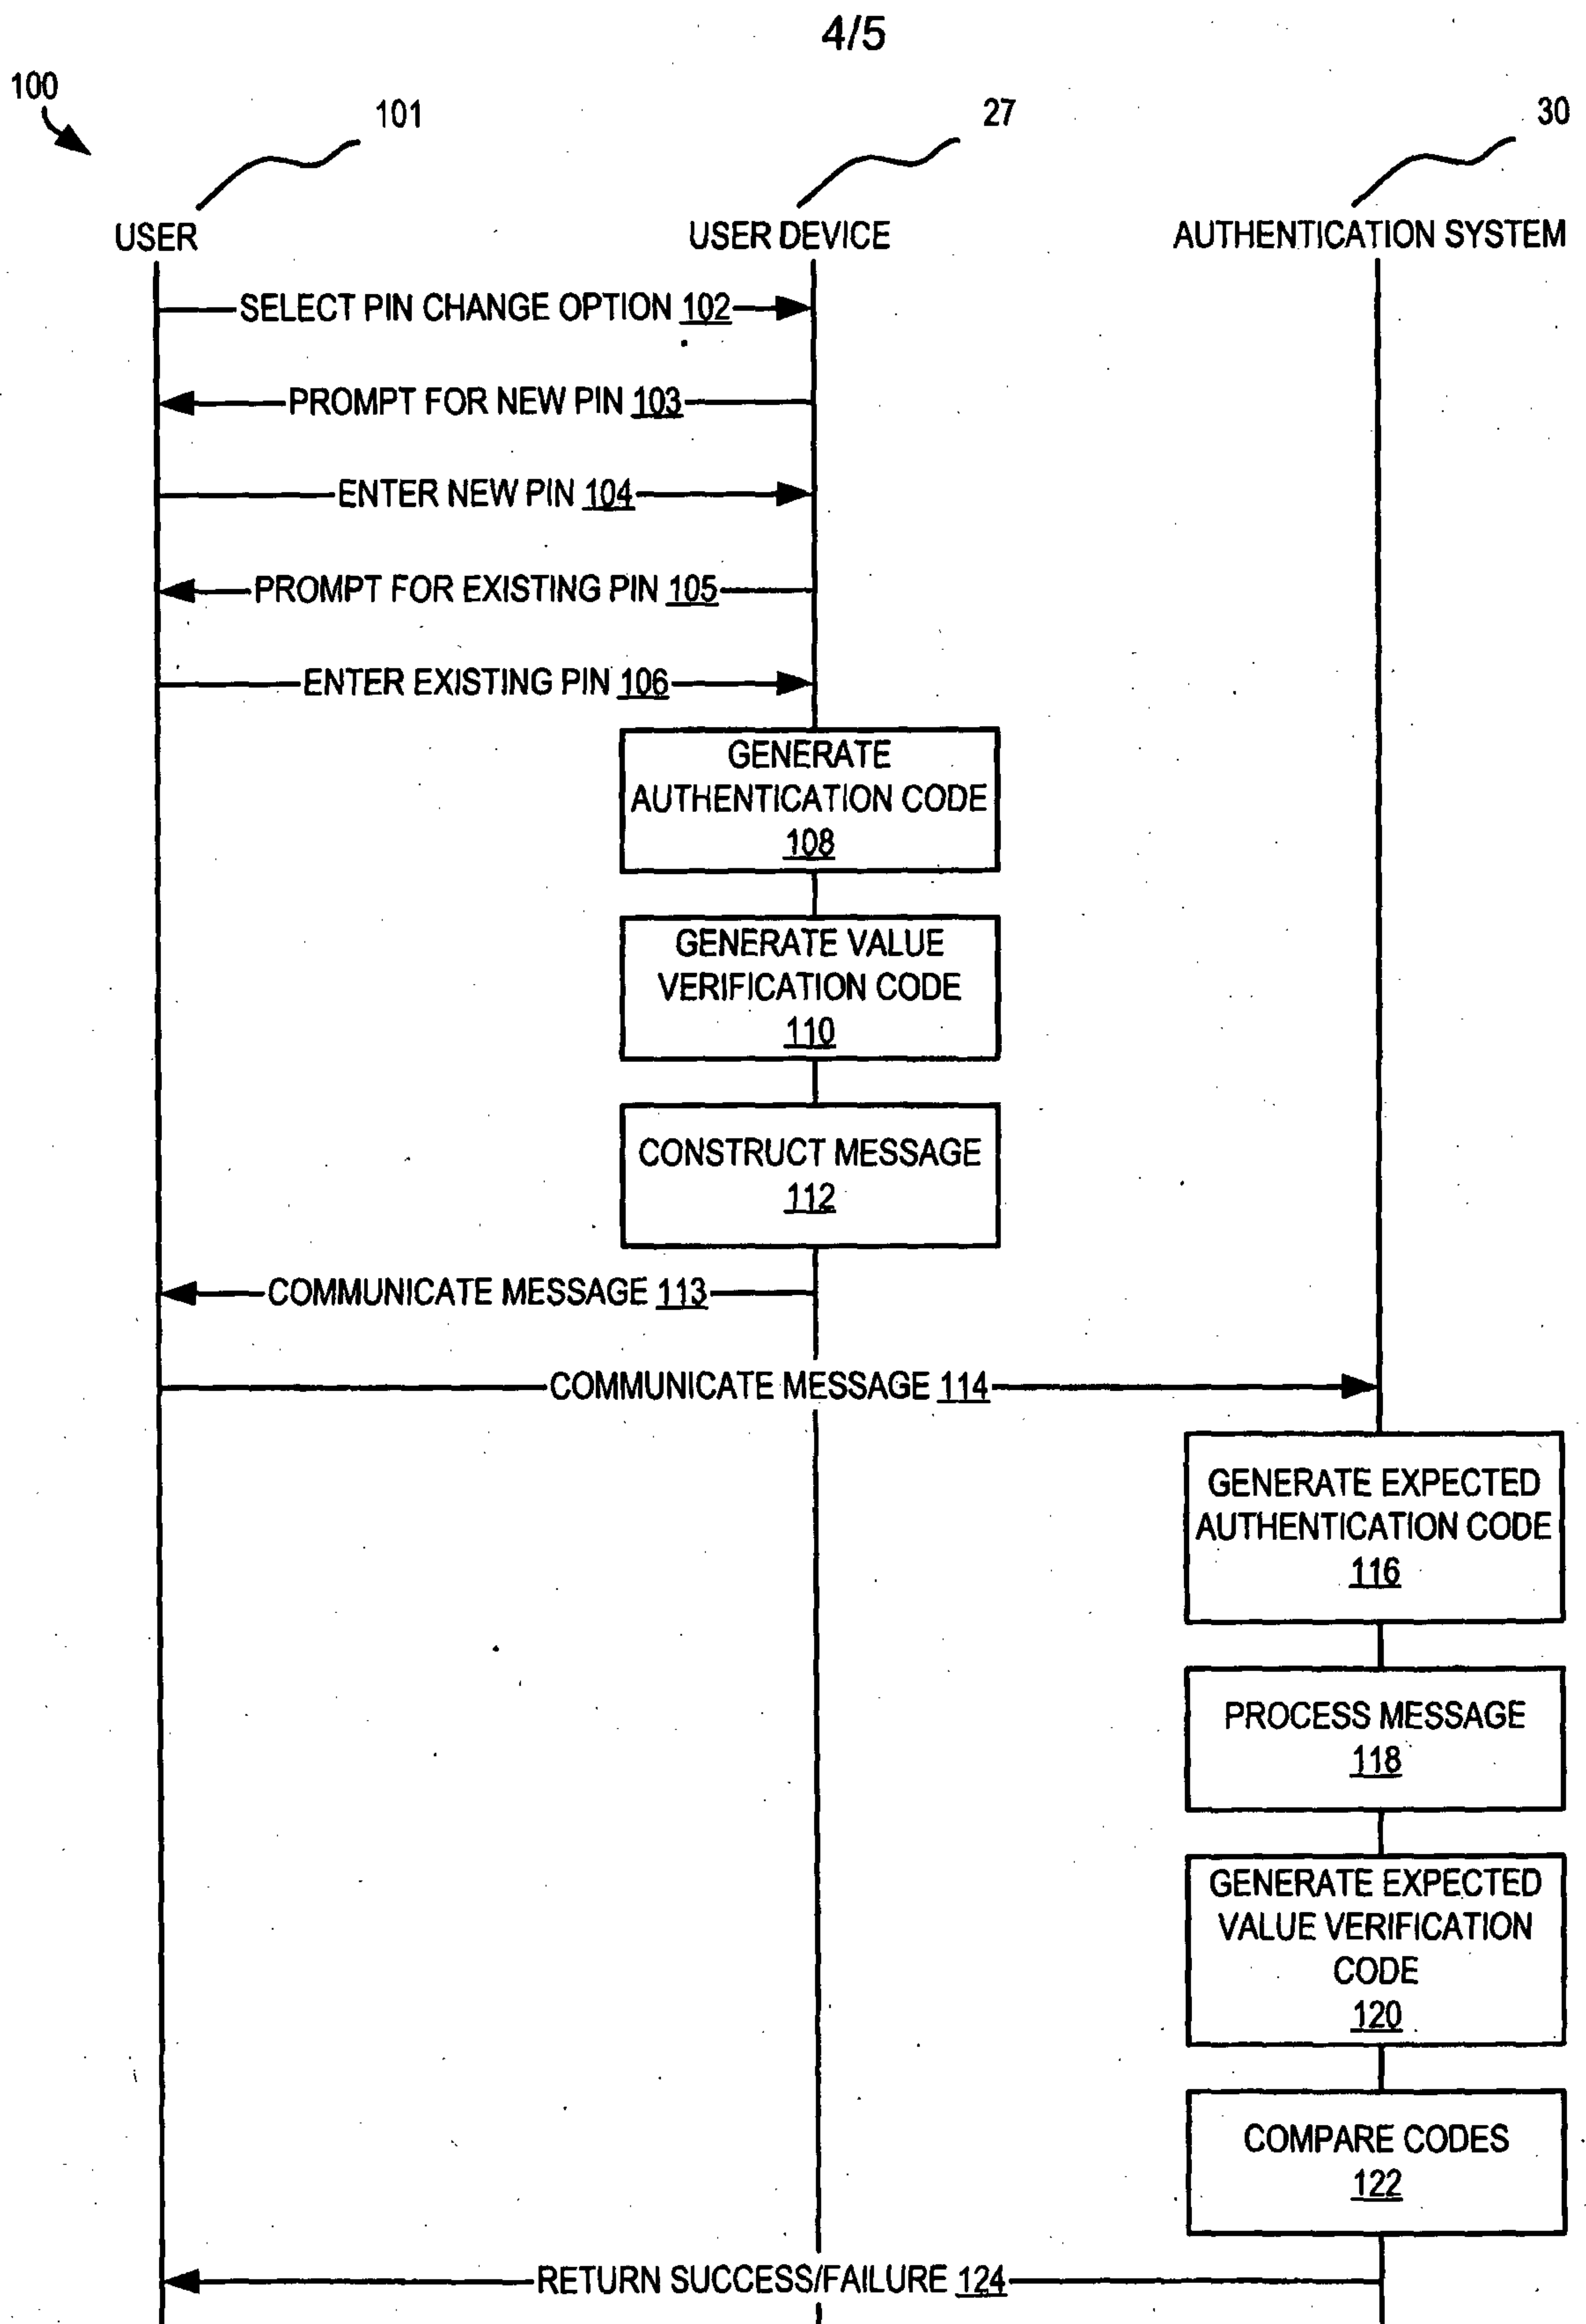 4/5
100
101
27
30
USER
USER DEVICE
AUTHENTICATION SYSTEM
SELECT PIN CHANGE OPTION 102
PROMPT FOR NEW PIN 103
ENTER NEW PIN 104
PROMPT FOR EXISTING PIN 105
ENTER EXISTING PIN 106
GENERATE
AUTHENTICATION CODE
108
GENERATE VALUE
VERIFICATION CODE
110
CONSTRUCT MESSAGE
112
COMMUNICATE MESSAGE 113
COMMUNICATE MESSAGE 114
GENERATE EXPECTED
AUTHENTICATION CODE
116
PROCESS MESSAGE
118
GENERATE EXPECTED
VALUE VERIFICATION
CODE
120
COMPARE CODES
122
RETURN SUCCESS/FAILURE 124